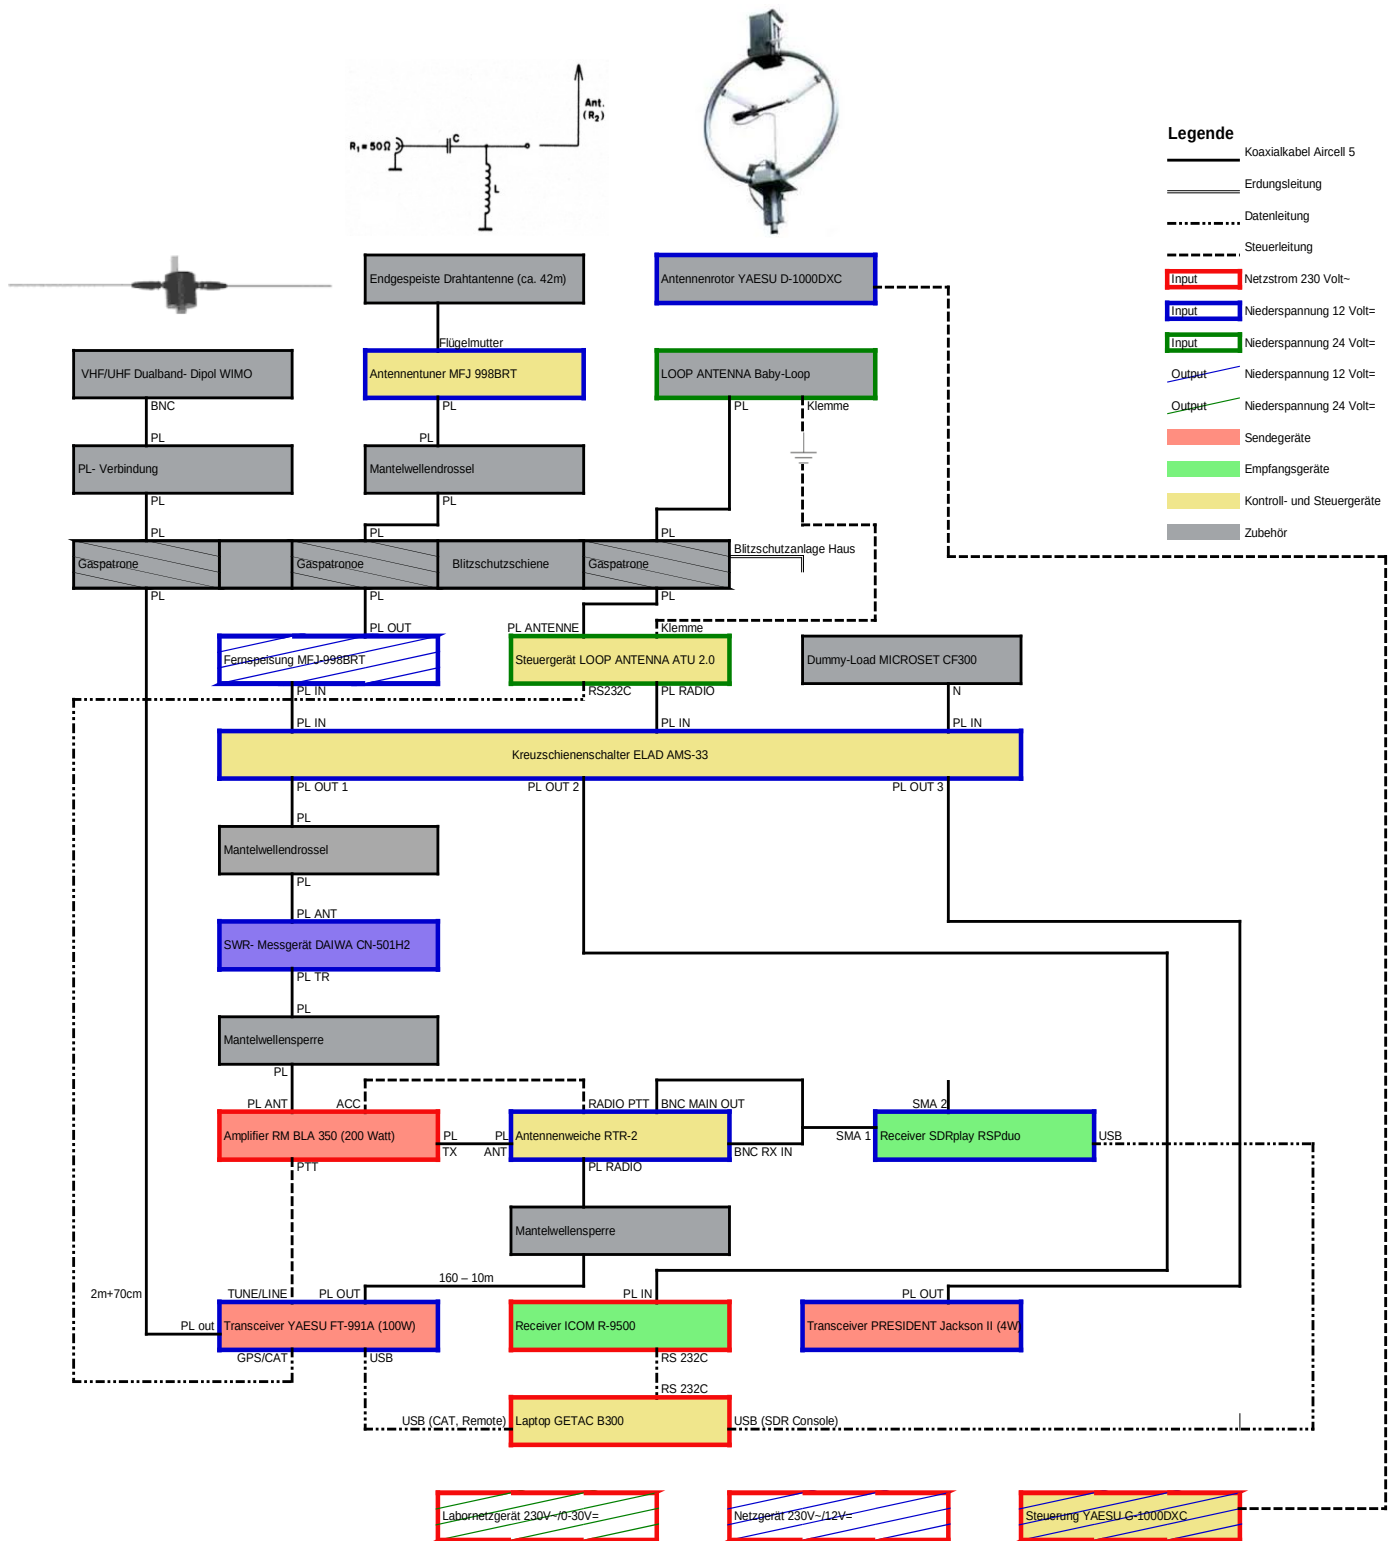 Ant.
(R₂)
R₁=50Ω
C
L
Legende
Koaxialkabel Aircell 5
Erdungsleitung
Datenleitung
Steuerleitung
Input Netzstrom 230 Volt~
Input Niederspannung 12 Volt=
Input Niederspannung 24 Volt=
Output Niederspannung 12 Volt=
Output Niederspannung 24 Volt=
Sendegeräte
Empfangsgeräte
Kontroll- und Steuergeräte
Zubehör
Endgespeiste Drahtantenne (ca. 42m)
Antennenrotor YAESU D-1000DXC
Flügelmutter
VHF/UHF Dualband- Dipol WIMO
Antennentuner MFJ 998BRT
LOOP ANTENNA Baby-Loop
BNC
PL
PL
Klemme
PL
PL
PL- Verbindung
Mantelwellendrossel
PL
PL
PL
PL
PL
Blitzschutzanlage Haus
Gaspatrone
Gaspatronoe
Blitzschutzschiene
Gaspatrone
PL
PL
PL
PL OUT
PL ANTENNE
Klemme
Fernspeisung MFJ-998BRT
Steuergerät LOOP ANTENNA ATU 2.0
Dummy-Load MICROSET CF300
PL IN
RS232C
PL RADIO
N
PL IN
PL IN
PL IN
Kreuzschienenschalter ELAD AMS-33
PL OUT 1
PL OUT 2
PL OUT 3
PL
Mantelwellendrossel
PL
PL ANT
SWR- Messgerät DAIWA CN-501H2
PL TR
PL
Mantelwellensperre
PL
PL ANT
ACC
RADIO PTT
BNC MAIN OUT
SMA 2
Amplifier RM BLA 350 (200 Watt)
PL
TX
PL
ANT
Antennenweiche RTR-2
BNC RX IN
SMA 1
Receiver SDRplay RSPduo
USB
PTT
PL RADIO
Mantelwellensperre
160 – 10m
2m+70cm
TUNE/LINE
PL OUT
PL IN
PL OUT
PL out
Transceiver YAESU FT-991A (100W)
Receiver ICOM R-9500
Transceiver PRESIDENT Jackson II (4W)
GPS/CAT
USB
RS 232C
RS 232C
USB (CAT, Remote)
Laptop GETAC B300
USB (SDR Console)
Labornetzgerät 230V~/0-30V=
Netzgerät 230V~/12V=
Steuerung YAESU G-1000DXC